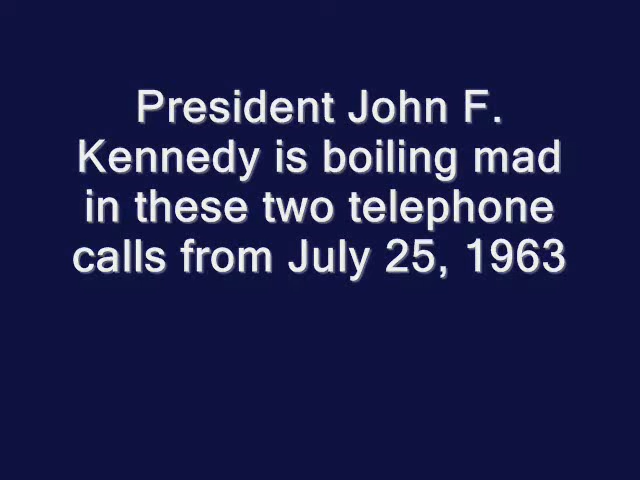 President John F.
Kennedy is boiling mad
in these two telephone
calls from July 25, 1963